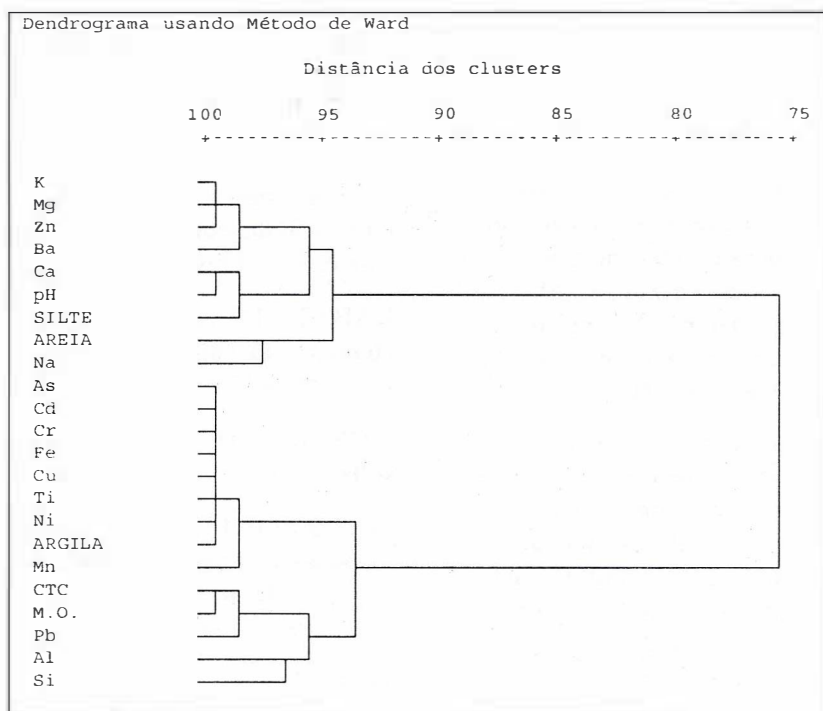 Dendrograma usando Método de Ward
Distância dos clusters
100 95 90 85 80 75
K
Mg
Zn
Ba
Ca
pH
SILTE
AREIA
Na
As
Cd
Cr
Fe
Cu
Ti
Ni
ARGILA
Mn
CTC
M.O.
Pb
Al
Si